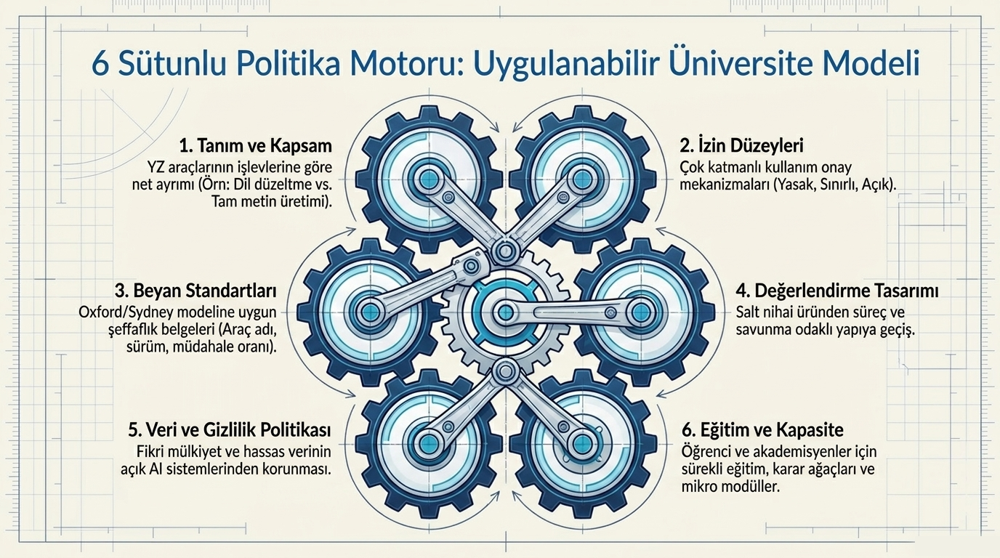 6 Sütunlu Politika Motoru: Uygulanabilir Üniversite Modeli
1. Tanım ve Kapsam
YZ araçlarının işlevlerine göre
net ayrımı (Örn: Dil düzeltme vs.
Tam metin üretimi).
2. İzin Düzeyleri
Çok katmanlı kullanım onay
mekanizmaları (Yasak, Sınırlı, Açık).
3. Beyan Standartları
Oxford/Sydney modeline uygun
şeffaflık belgeleri (Araç adı,
sürüm, müdahale oranı).
4. Değerlendirme Tasarımı
Salt nihai üründen süreç ve
savunma odaklı yapıya geçiş.
5. Veri ve Gizlilik Politikası
Fikri mülkiyet ve hassas verinin
açık AI sistemlerinden korunması.
6. Eğitim ve Kapasite
Öğrenci ve akademisyenler için
sürekli eğitim, karar ağaçları ve
mikro modüller.